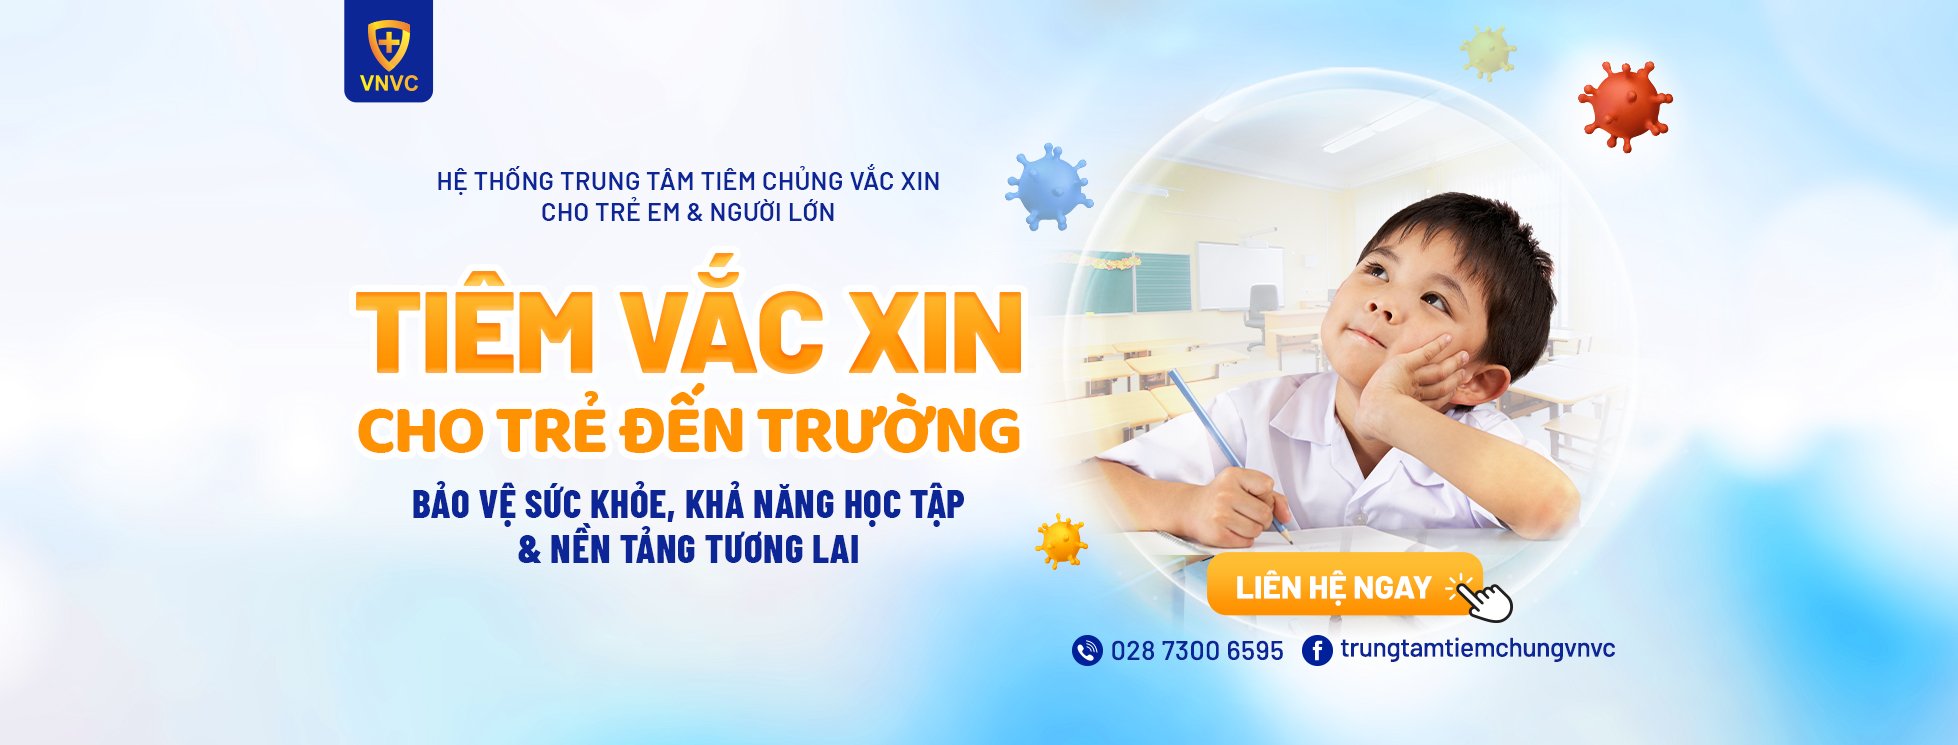 VNVC
HỆ THỐNG TRUNG TÂM TIÊM CHỦNG VẮC XIN
CHO TRẺ EM & NGƯỜI LỚN
TIÊM VẮC XIN
CHO TRẺ ĐẾN TRƯỜNG
BẢO VỆ SỨC KHỎE, KHẢ NĂNG HỌC TẬP
& NỀN TẢNG TƯƠNG LAI
LIÊN HỆ NGAY
028 7300 6595 trungtamtiemchungvnvc